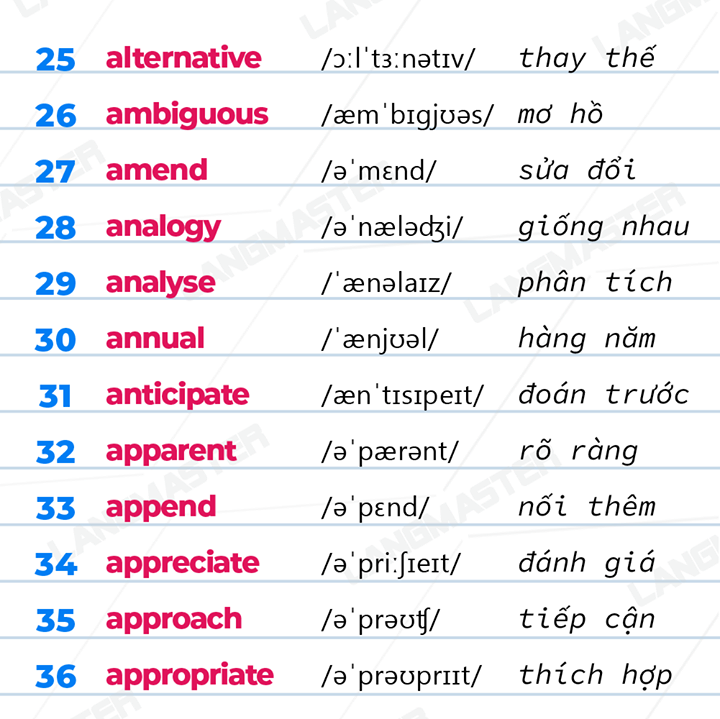 25 alternative /ɔːlˈtɜːnətɪv/ thay thế
26 ambiguous /æmˈbɪgjʊəs/ mơ hồ
27 amend /əˈmɛnd/ sửa đổi
28 analogy /əˈnæləʤi/ giống nhau
29 analyse /ˈænəlaɪz/ phân tích
30 annual /ˈænjʊəl/ hàng năm
31 anticipate /ænˈtɪsɪpeɪt/ đoán trước
32 apparent /əˈpærənt/ rõ ràng
33 append /əˈpɛnd/ nối thêm
34 appreciate /əˈpriːʃɪeɪt/ đánh giá
35 approach /əˈprəʊʧ/ tiếp cận
36 appropriate /əˈprəʊprɪɪt/ thích hợp